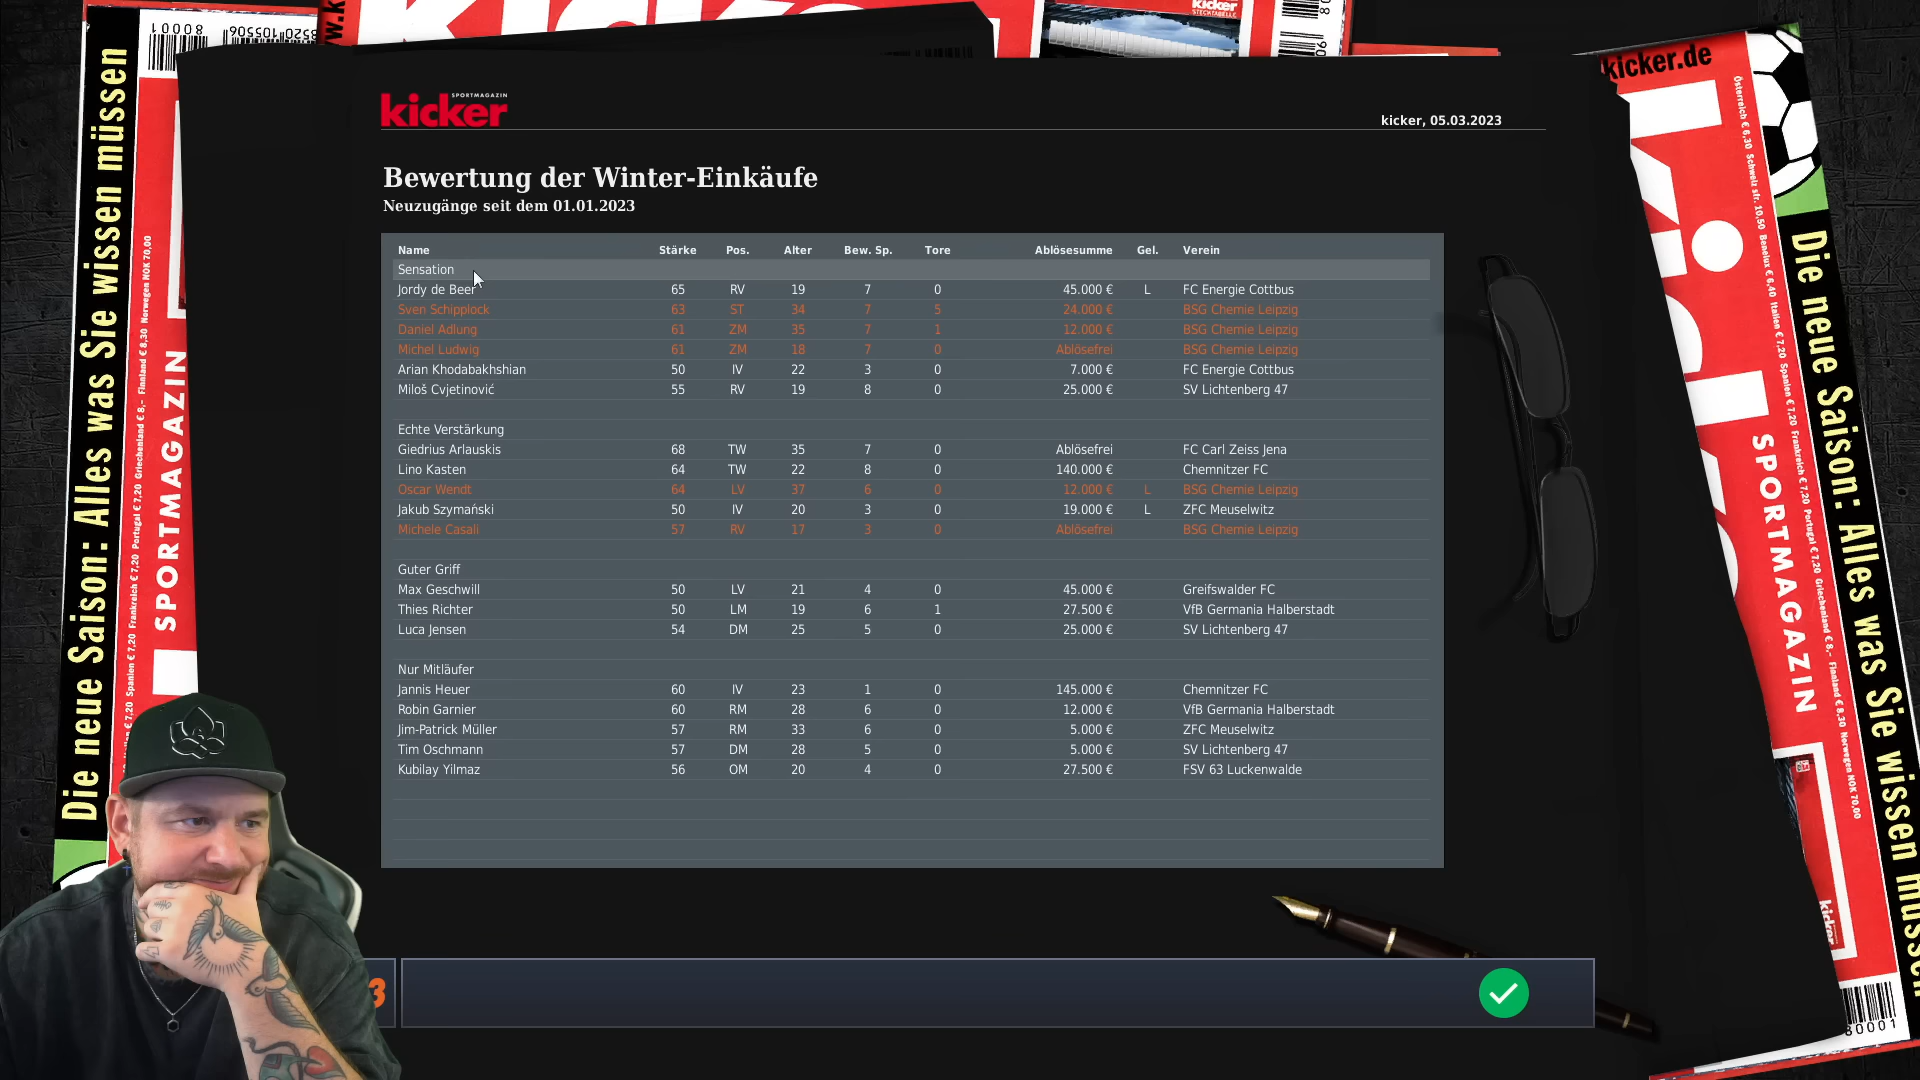 Die neue Saison: Alles was Sie wissen müssen
SPORTMAGAZIN
80001
kicker
kicker.de
kicker SPORTMAGAZIN
kicker, 05.03.2023
Bewertung der Winter-Einkäufe
Neuzugänge seit dem 01.01.2023
Name Stärke Pos. Alter Bew. Sp. Tore Ablösesumme Gel. Verein
Sensation
Jordy de Beer 65 RV 19 7 0 45.000 € L FC Energie Cottbus
Sven Schipplock 63 ST 34 7 5 24.000 € BSG Chemie Leipzig
Daniel Adlung 61 ZM 35 7 1 12.000 € BSG Chemie Leipzig
Michel Ludwig 61 ZM 18 7 0 Ablösefrei BSG Chemie Leipzig
Arian Khodabakhshian 50 IV 22 3 0 7.000 € FC Energie Cottbus
Miloš Cvjetinović 55 RV 19 8 0 25.000 € SV Lichtenberg 47
Echte Verstärkung
Giedrius Arlauskis 68 TW 35 7 0 Ablösefrei FC Carl Zeiss Jena
Lino Kasten 64 TW 22 8 0 140.000 € Chemnitzer FC
Oscar Wendt 64 LV 37 6 0 12.000 € L BSG Chemie Leipzig
Jakub Szymański 50 IV 20 3 0 19.000 € L ZFC Meuselwitz
Michele Casali 57 RV 17 3 0 Ablösefrei BSG Chemie Leipzig
Guter Griff
Max Geschwill 50 LV 21 4 0 45.000 € Greifswalder FC
Thies Richter 50 LM 19 6 1 27.500 € VfB Germania Halberstadt
Luca Jensen 54 DM 25 5 0 25.000 € SV Lichtenberg 47
Nur Mitläufer
Jannis Heuer 60 IV 23 1 0 145.000 € Chemnitzer FC
Robin Garnier 60 RM 28 6 0 12.000 € VfB Germania Halberstadt
Jim-Patrick Müller 57 RM 33 6 0 5.000 € ZFC Meuselwitz
Tim Oschmann 57 DM 28 5 0 5.000 € SV Lichtenberg 47
Kubilay Yilmaz 56 OM 20 4 0 27.500 € FSV 63 Luckenwalde
3
SPORTMAGAZIN
Die neue Saison: Alles was Sie wissen müssen
kicker
80001